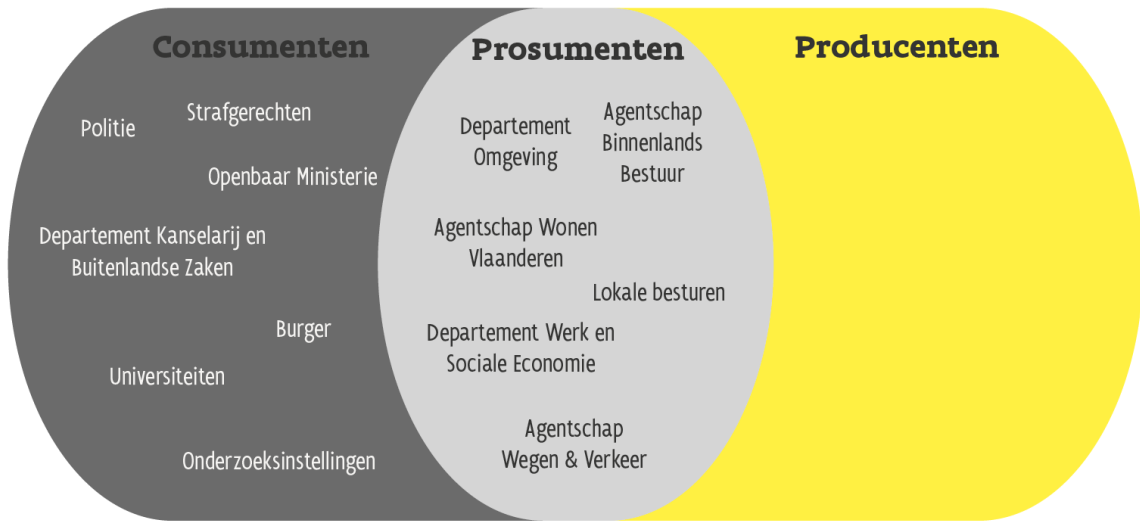 Consumenten
Politie
Strafgerechten
Openbaar Ministerie
Departement Kanselarij en
Buitenlandse Zaken
Burger
Universiteiten
Onderzoeksinstellingen
Prosumenten
Departement
Omgeving
Agentschap
Binnenlands
Bestuur
Agentschap Wonen
Vlaanderen
Lokale besturen
Departement Werk en
Sociale Economie
Agentschap
Wegen & Verkeer
Producenten